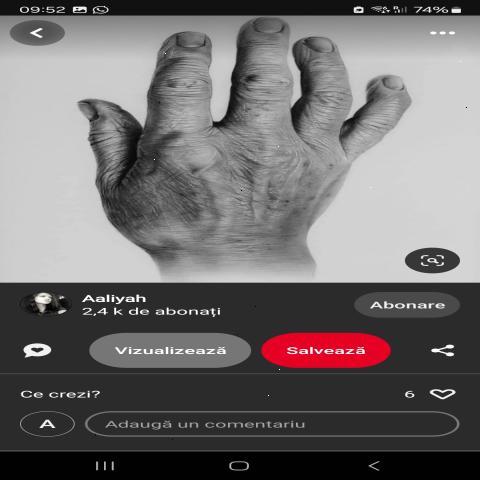 09:52
74%
Aaliyah
2,4 k de abonați
Abonare
Vizualizează
Salvează
Ce crezi?
6
A
Adaugă un comentariu